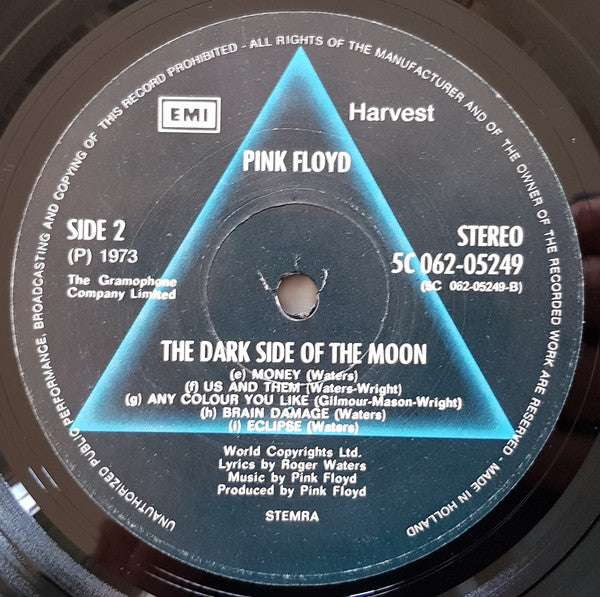 UNAUTHORIZED PUBLIC PERFORMANCE, BROADCASTING AND COPYING OF THIS RECORD PROHIBITED - ALL RIGHTS OF THE MANUFACTURER AND OF THE OWNER OF THE RECORDED WORK ARE RESERVED - MADE IN HOLLAND
EMI
Harvest
PINK FLOYD
SIDE 2
(P) 1973
The Gramophone
Company Limited
STEREO
5C 062-05249
(5C 062-05249-B)
THE DARK SIDE OF THE MOON
(e) MONEY (Waters)
(f) US AND THEM (Waters-Wright)
(g) ANY COLOUR YOU LIKE (Gilmour-Mason-Wright)
(h) BRAIN DAMAGE (Waters)
(i) ECLIPSE (Waters)
World Copyrights Ltd.
Lyrics by Roger Waters
Music by Pink Floyd
Produced by Pink Floyd
STEMRA